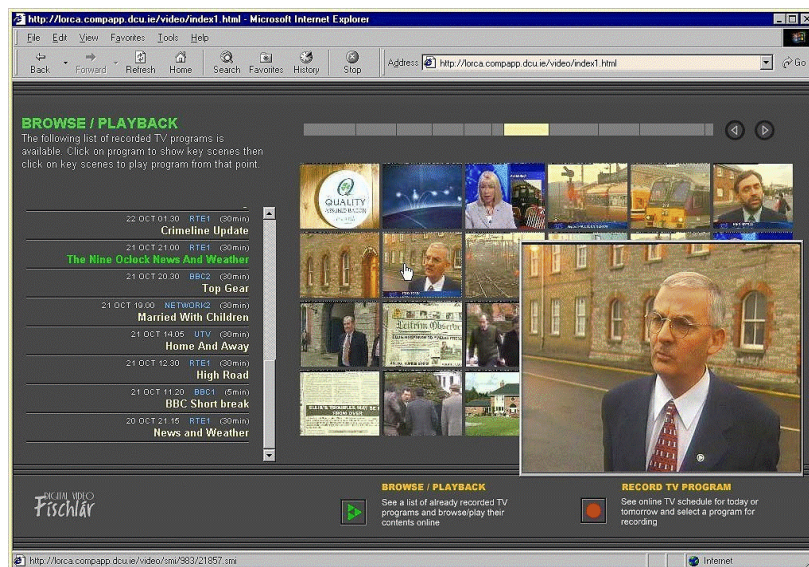 http://lorca.compapp.dcu.ie/video/index1.html - Microsoft Internet Explorer
File Edit View Favorites Tools Help
Back Forward Refresh Home Search Favorites History Stop Address http://lorca.compapp.dcu.ie/video/index1.html Go
BROWSE / PLAYBACK
The following list of recorded TV programs is
available. Click on program to show key scenes then
click on key scenes to play program from that point.
22 OCT 01.30 RTE1 (30min)
Crimeline Update
21 OCT 21.00 RTE1 (30min)
The Nine Oclock News And Weather
21 OCT 20.30 BBC2 (30min)
Top Gear
21 OCT 19.00 NETWORK2 (30min)
Married With Children
21 OCT 14.05 UTV (30min)
Home And Away
21 OCT 12.30 RTE1 (30min)
High Road
21 OCT 11.20 BBC1 (5min)
BBC Short break
20 OCT 21.15 RTE1 (30min)
News and Weather
QUALITY
Leitrim Observer
DIGITAL VIDEO
Físchlár
BROWSE / PLAYBACK
See a list of already recorded TV
programs and browse/play their
contents online
RECORD TV PROGRAM
See online TV schedule for today or
tomorrow and select a program for
recording
http://lorca.compapp.dcu.ie/video/smi/983/21857.smi
Internet